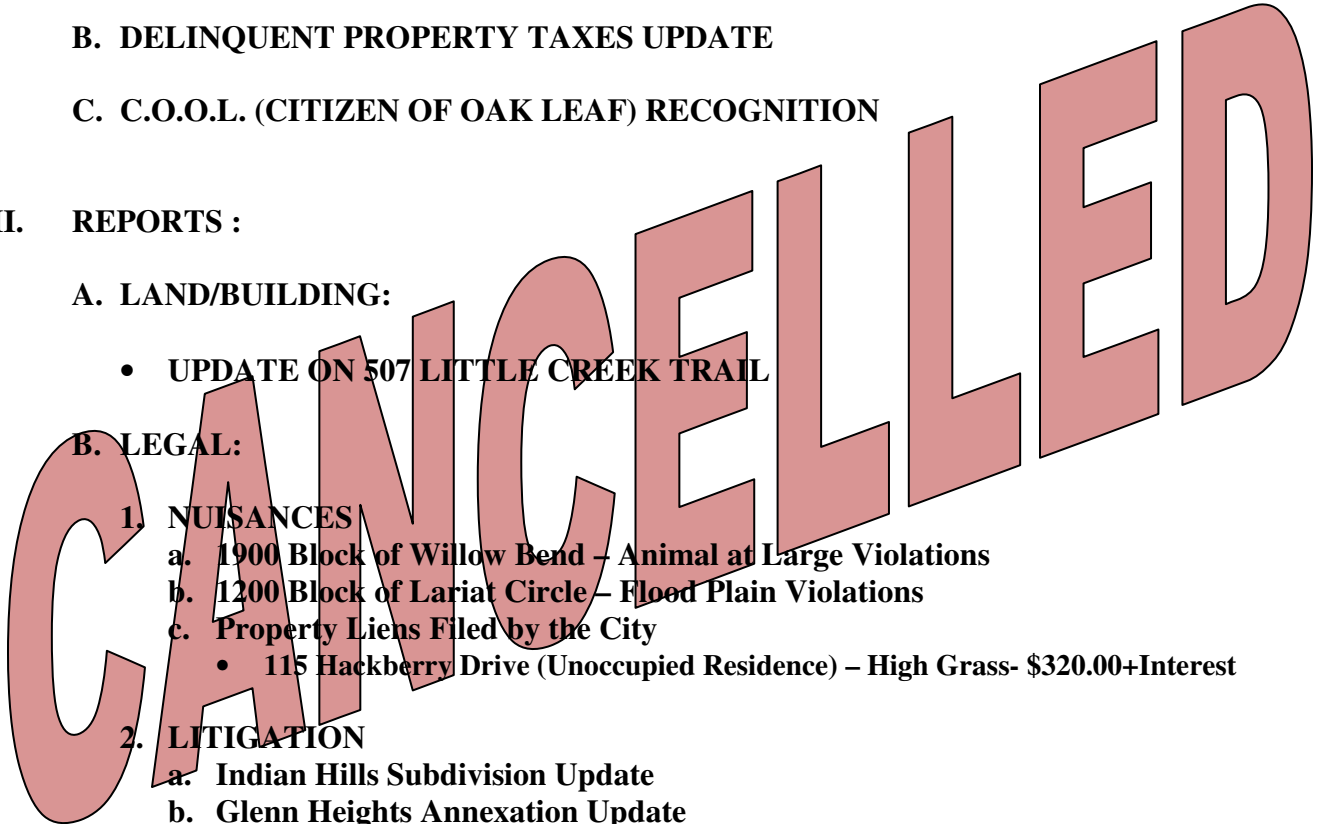 B. DELINQUENT PROPERTY TAXES UPDATE
C. C.O.O.L. (CITIZEN OF OAK LEAF) RECOGNITION
II. REPORTS :
A. LAND/BUILDING:
• UPDATE ON 507 LITTLE CREEK TRAIL
B. LEGAL:
1. NUISANCES
a. 1900 Block of Willow Bend – Animal at Large Violations
b. 1200 Block of Lariat Circle – Flood Plain Violations
c. Property Liens Filed by the City
• 115 Hackberry Drive (Unoccupied Residence) – High Grass- $320.00+Interest
2. LITIGATION
a. Indian Hills Subdivision Update
b. Glenn Heights Annexation Update
CANCELLED